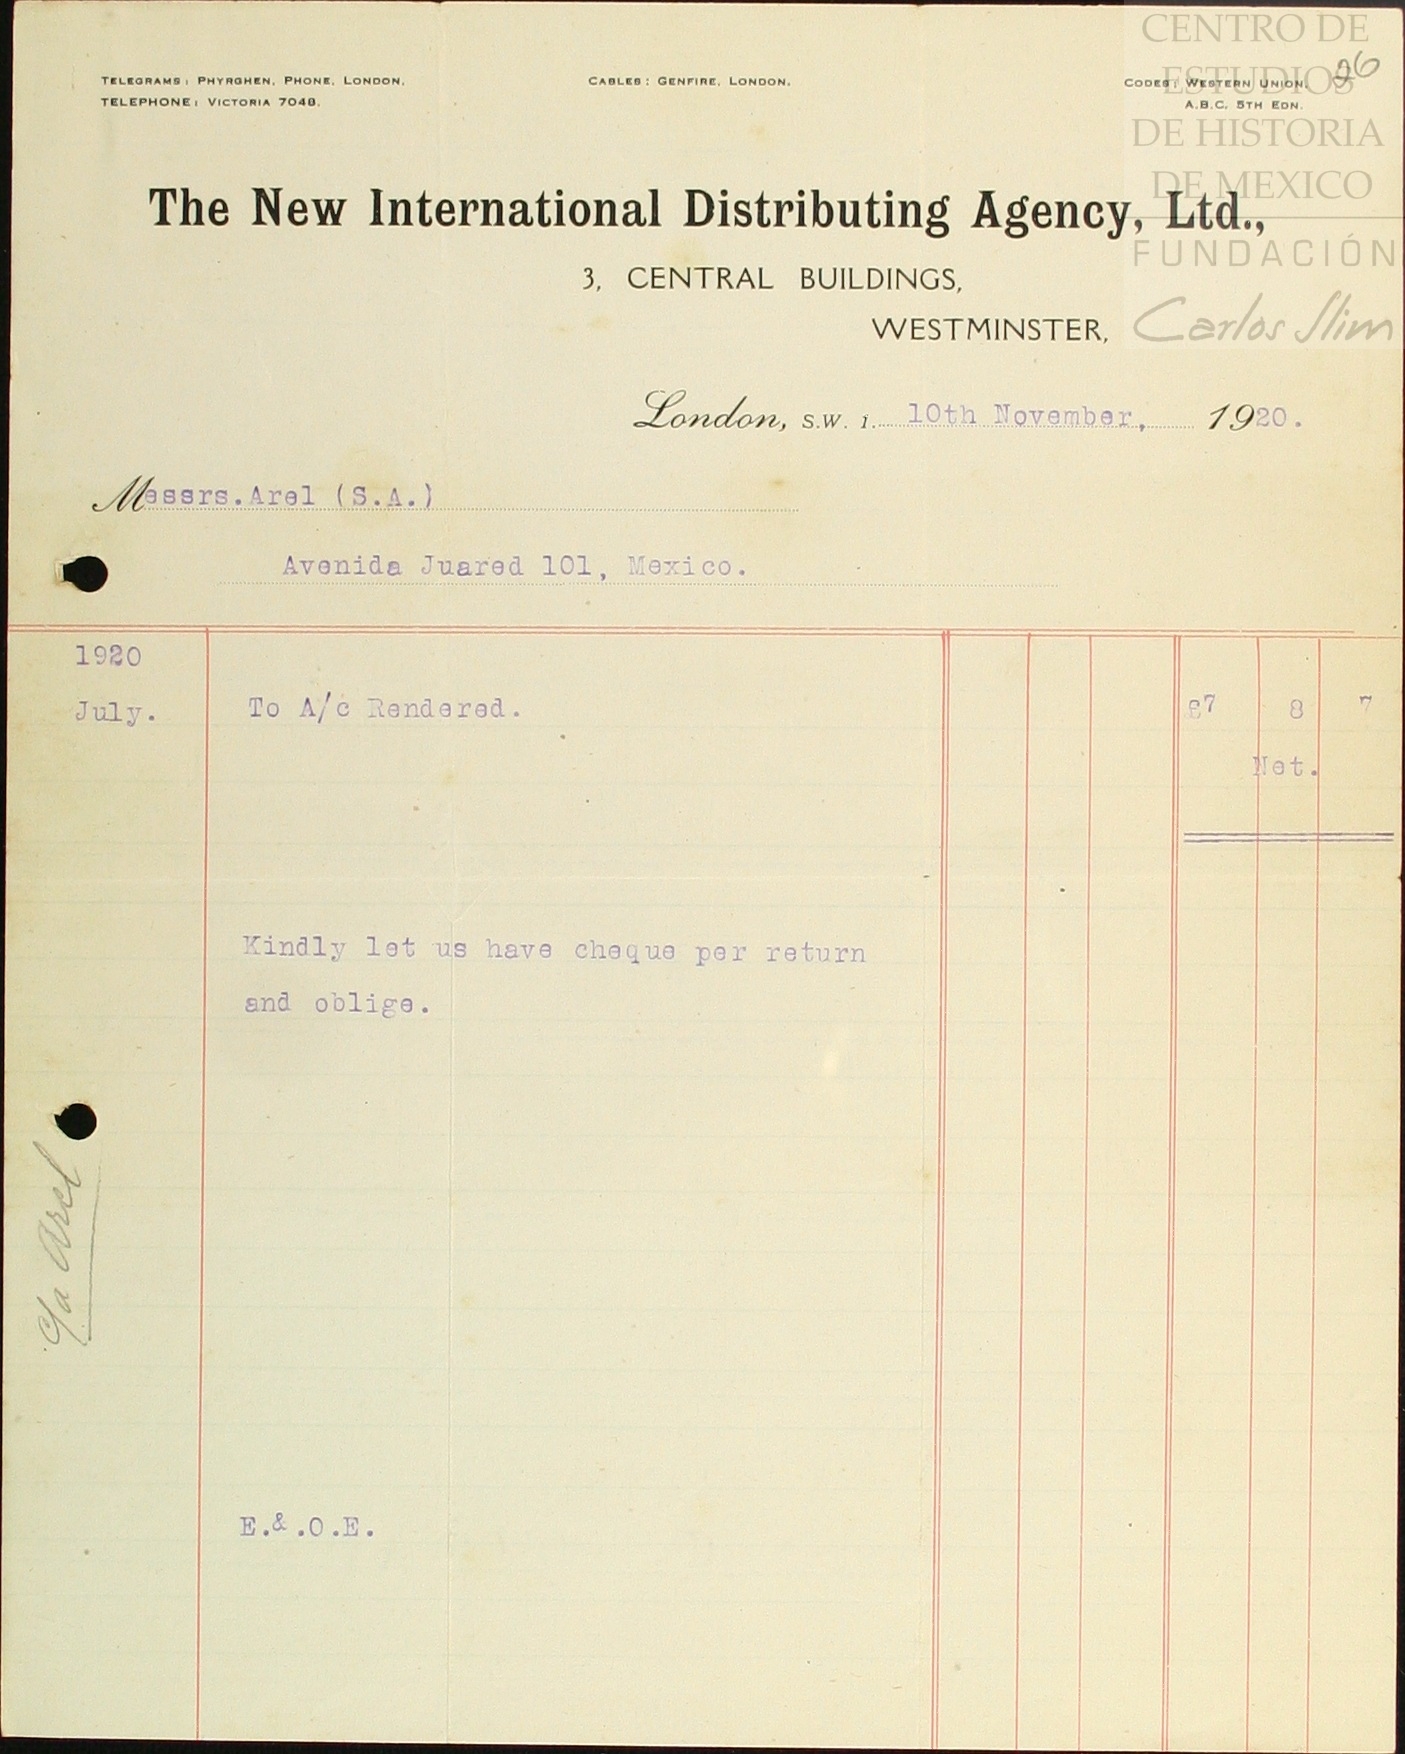 CENTRO DE
ESTUDIOS
DE HISTORIA
DE MEXICO
FUNDACIÓN
Carlos Slim
26
TELEGRAMS: PHYRGHEN, PHONE, LONDON.
TELEPHONE: VICTORIA 7048.
CABLES: GENFIRE, LONDON.
CODES: WESTERN UNION.
A.B.C. 5TH EDN.
The New International Distributing Agency, Ltd.,
3, CENTRAL BUILDINGS,
WESTMINSTER,
London, S.W. 1. 10th November, 1920.
Messrs. Arel (S.A.)
Avenida Juared 101, Mexico.
1920
July. To A/c Rendered. 7 8 7
Net.
Kindly let us have cheque per return
and oblige.
C/a Arel
E.&.O.E.